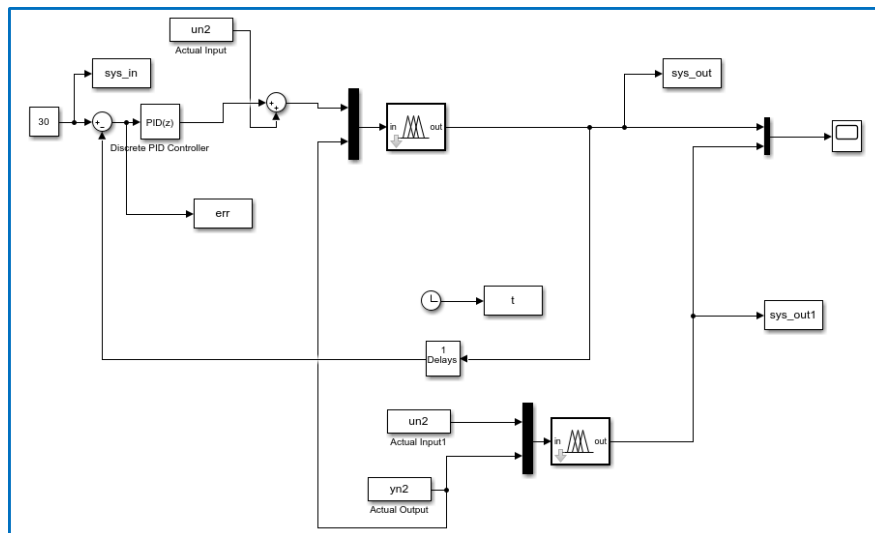 un2
Actual Input
sys_in
sys_out
30
+
-
PID(z)
Discrete PID Controller
+
+
in
out
err
t
sys_out1
1
Delays
un2
Actual Input1
in
out
yn2
Actual Output